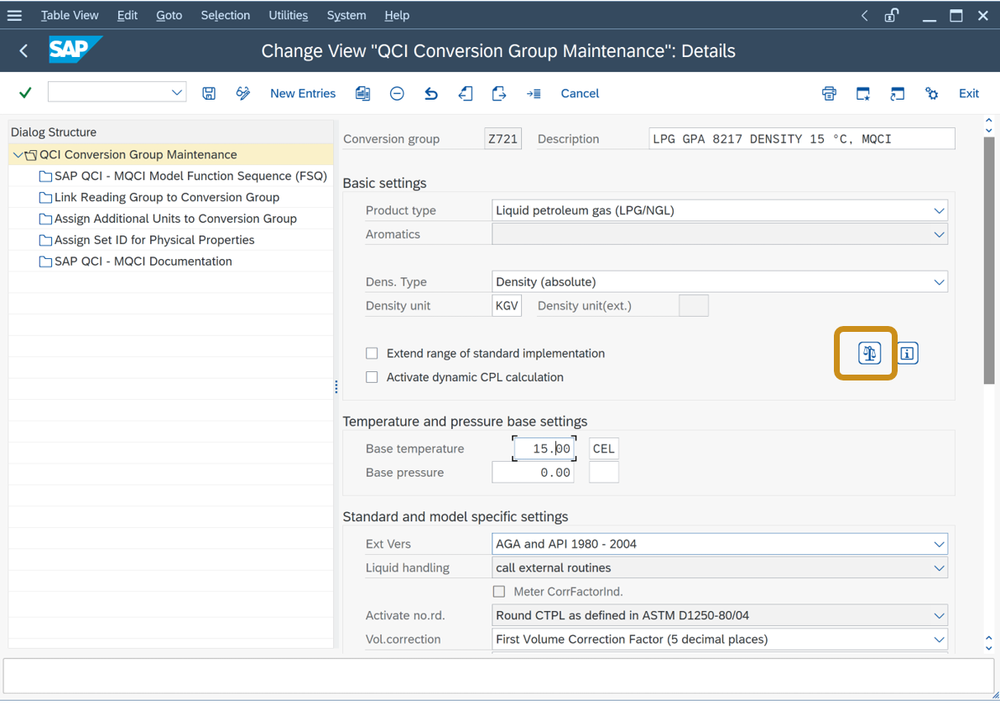 Table View Edit Goto Selection Utilities System Help
SAP Change View "QCI Conversion Group Maintenance": Details
New Entries Cancel Exit
Dialog Structure
QCI Conversion Group Maintenance
SAP QCI - MQCI Model Function Sequence (FSQ)
Link Reading Group to Conversion Group
Assign Additional Units to Conversion Group
Assign Set ID for Physical Properties
SAP QCI - MQCI Documentation
Conversion group Z721 Description LPG GPA 8217 DENSITY 15 °C, MQCI
Basic settings
Product type Liquid petroleum gas (LPG/NGL)
Aromatics
Dens. Type Density (absolute)
Density unit KGV Density unit(ext.)
Extend range of standard implementation
Activate dynamic CPL calculation
Temperature and pressure base settings
Base temperature 15.00 CEL
Base pressure 0.00
Standard and model specific settings
Ext Vers AGA and API 1980 - 2004
Liquid handling call external routines
Meter CorrFactorInd.
Activate no.rd. Round CTPL as defined in ASTM D1250-80/04
Vol.correction First Volume Correction Factor (5 decimal places)